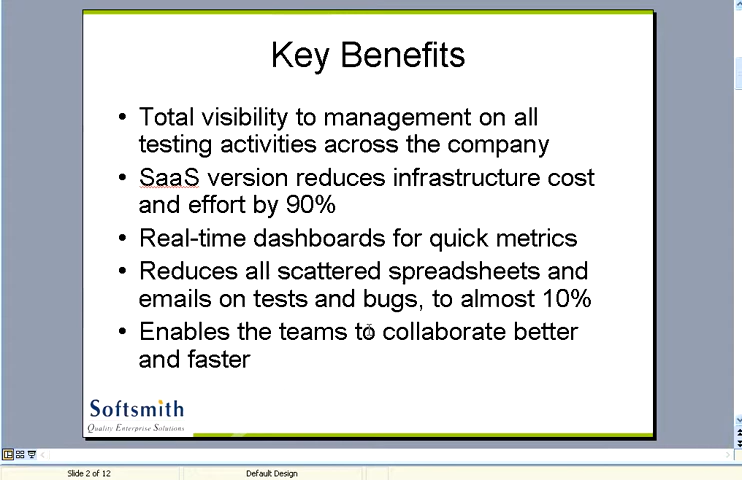 Key Benefits
• Total visibility to management on all
testing activities across the company
• SaaS version reduces infrastructure cost
and effort by 90%
• Real-time dashboards for quick metrics
• Reduces all scattered spreadsheets and
emails on tests and bugs, to almost 10%
• Enables the teams to collaborate better
and faster
Softsmith
Quality Enterprise Solutions
Slide 2 of 12
Default Design